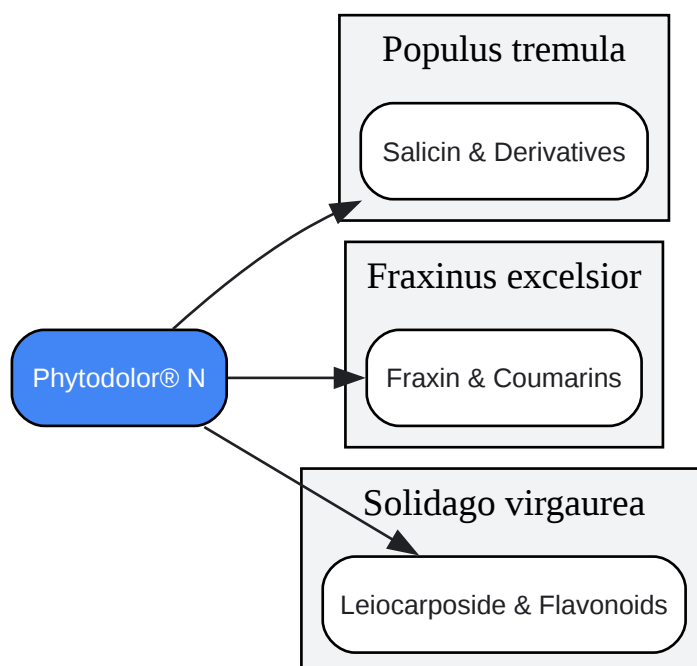 Populus tremula
Salicin & Derivatives
Fraxinus excelsior
Phytodolor® N
Fraxin & Coumarins
Solidago virgaurea
Leiocarposide & Flavonoids